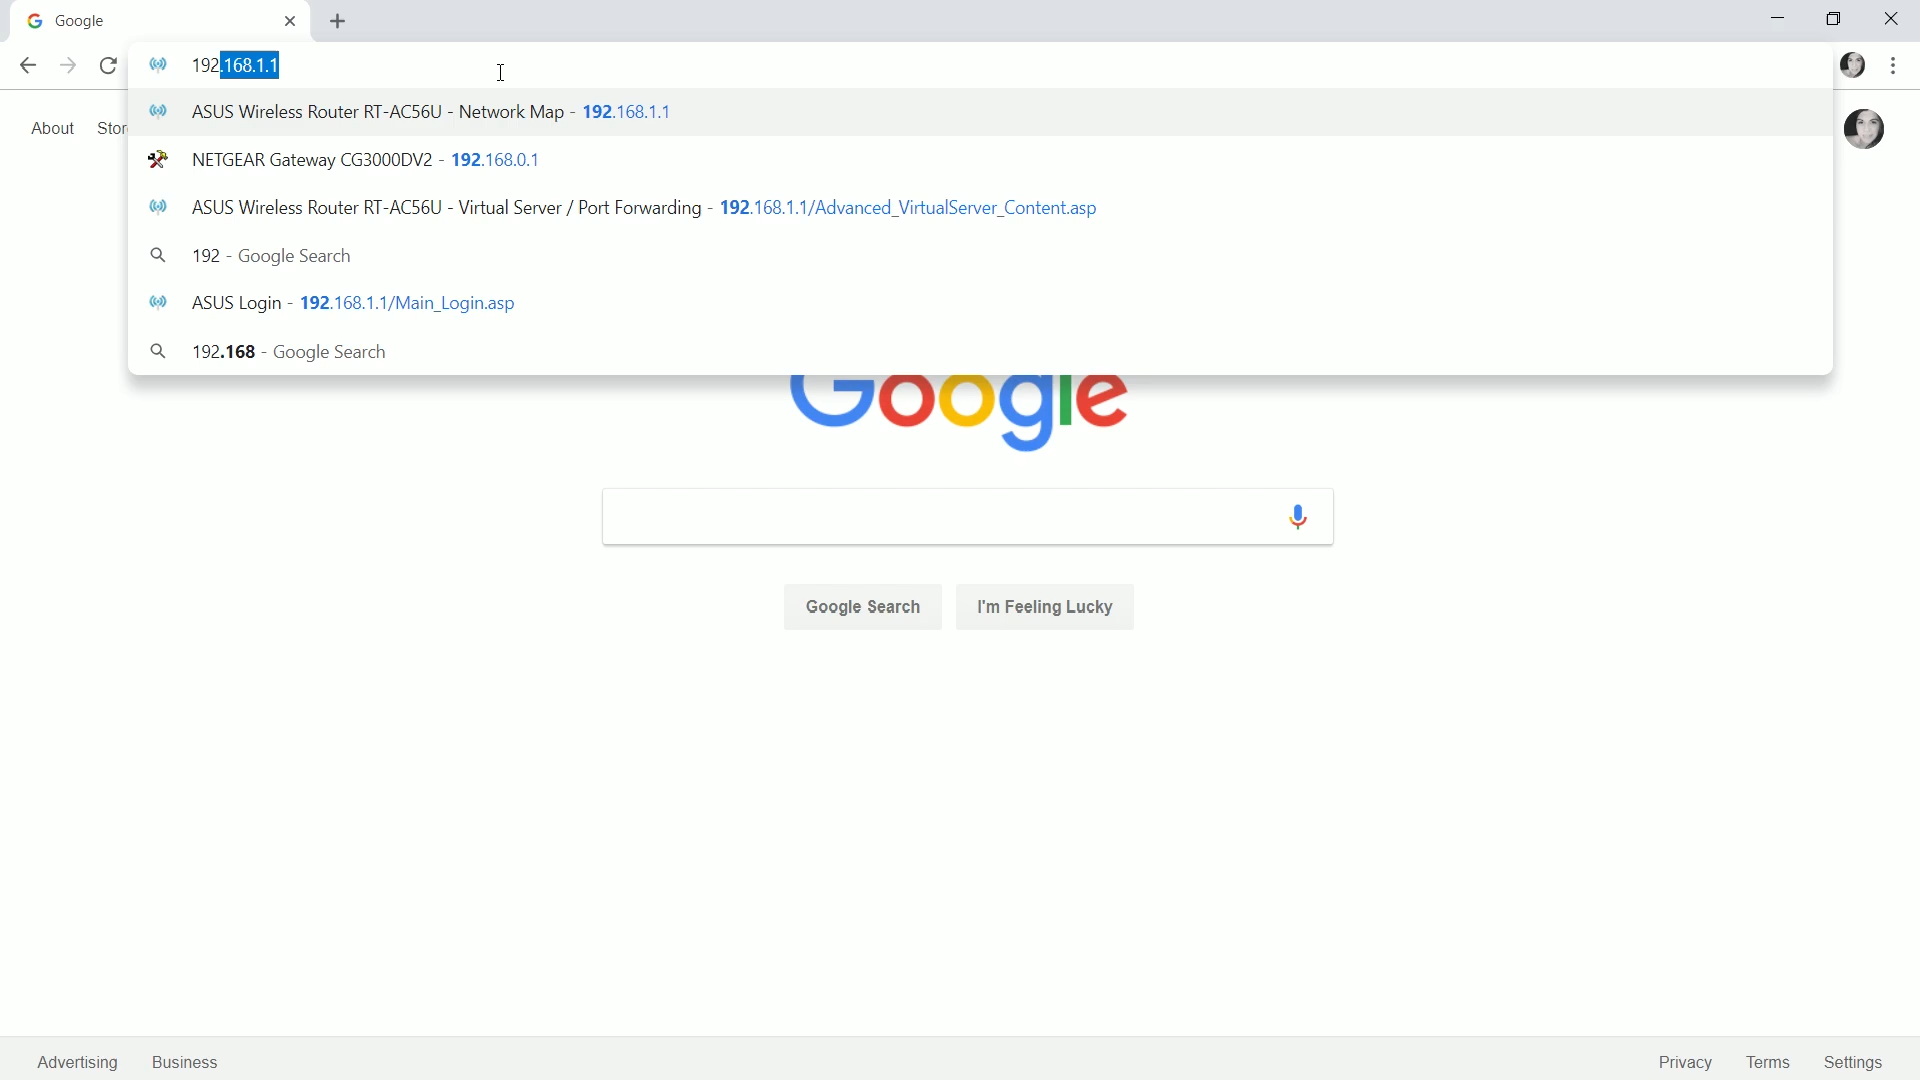 Google
192.168.1.1
ASUS Wireless Router RT-AC56U - Network Map - 192.168.1.1
About
NETGEAR Gateway CG3000DV2 - 192.168.0.1
ASUS Wireless Router RT-AC56U - Virtual Server / Port Forwarding - 192.168.1.1/Advanced_VirtualServer_Content.asp
192 - Google Search
ASUS Login - 192.168.1.1/Main_Login.asp
192.168 - Google Search
Google
Google Search I'm Feeling Lucky
Advertising Business Privacy Terms Settings